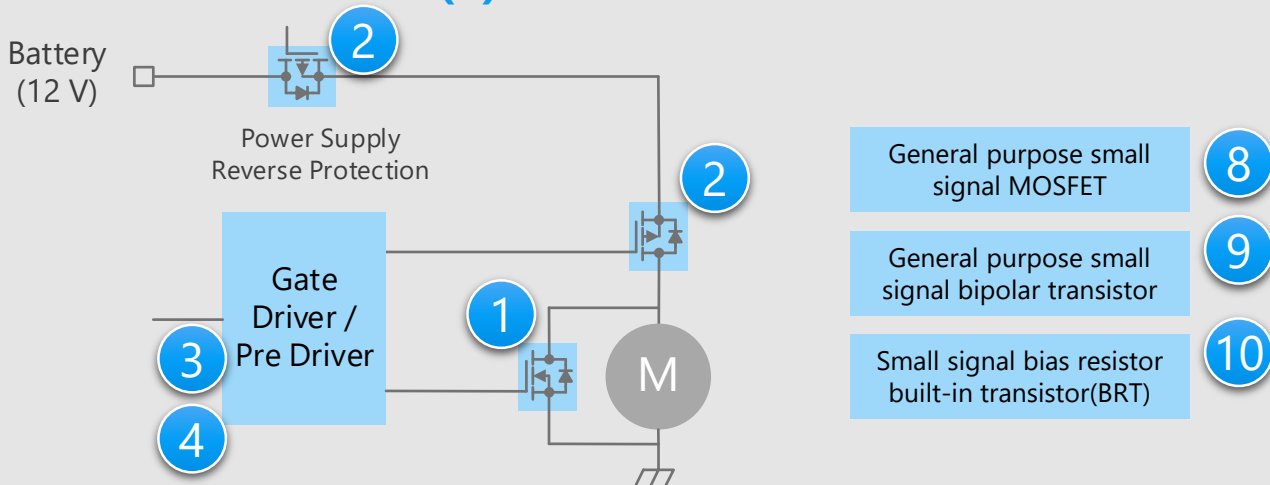 Battery
(12 V)
2
Power Supply
Reverse Protection
2
Gate
Driver /
Pre Driver
1
3
4
M
General purpose small
signal MOSFET
8
General purpose small
signal bipolar transistor
9
Small signal bias resistor
built-in transistor(BRT)
10